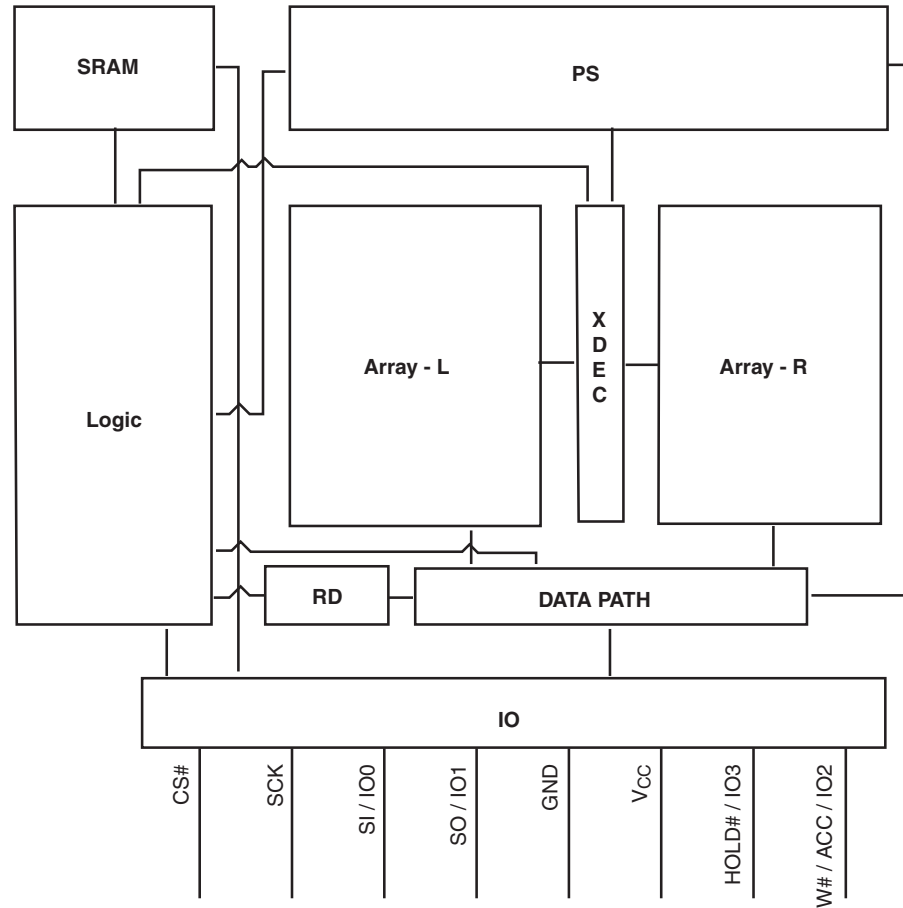 SRAM
PS
Logic
Array - L
X
D
E
C
Array - R
RD
DATA PATH
IO
CS#
SCK
SI / IO0
SO / IO1
GND
VCC
HOLD# / IO3
W# / ACC / IO2